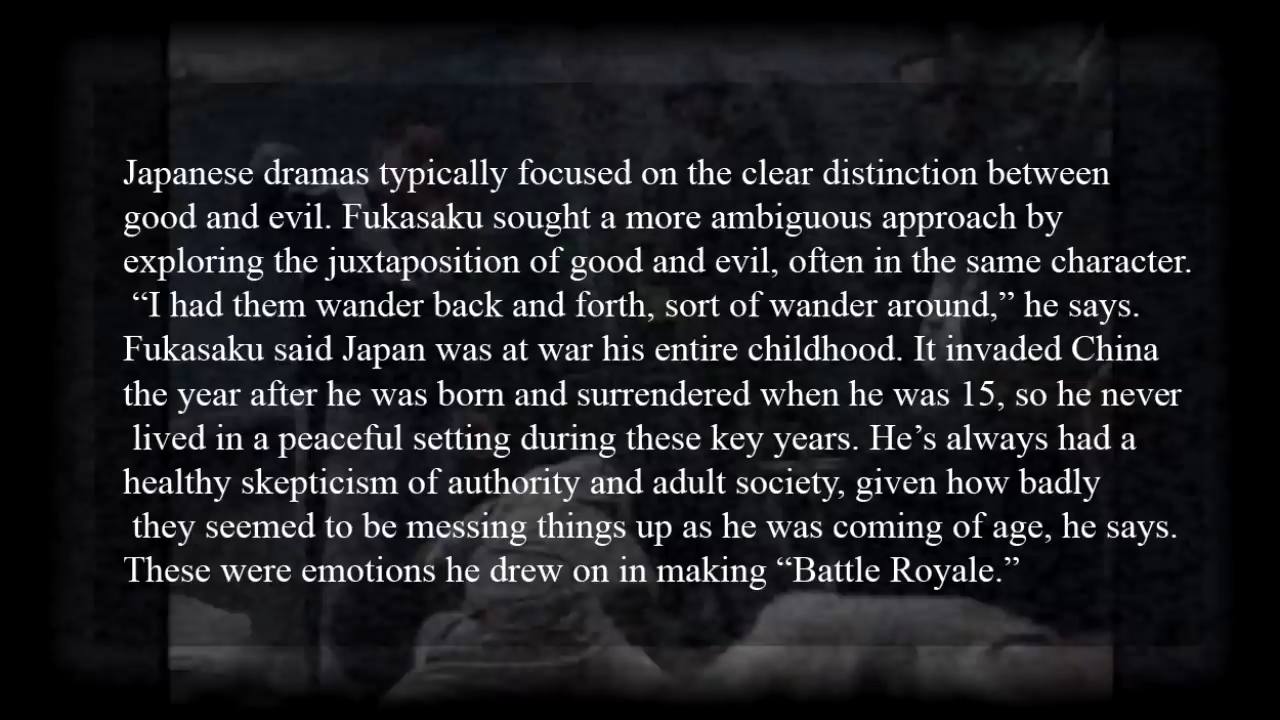 Japanese dramas typically focused on the clear distinction between
good and evil. Fukasaku sought a more ambiguous approach by
exploring the juxtaposition of good and evil, often in the same character.
“I had them wander back and forth, sort of wander around,” he says.
Fukasaku said Japan was at war his entire childhood. It invaded China
the year after he was born and surrendered when he was 15, so he never
lived in a peaceful setting during these key years. He’s always had a
healthy skepticism of authority and adult society, given how badly
they seemed to be messing things up as he was coming of age, he says.
These were emotions he drew on in making “Battle Royale.”